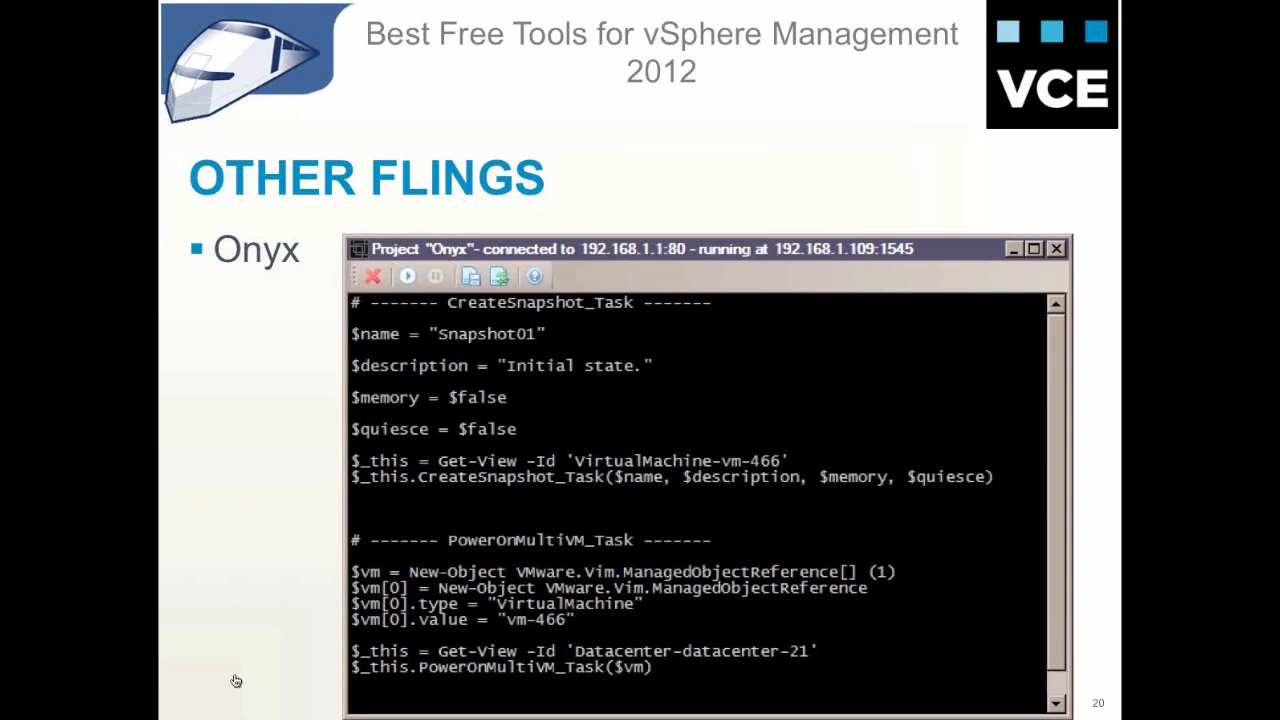 Best Free Tools for vSphere Management
2012
VCE
OTHER FLINGS
Onyx
Project "Onyx"- connected to 192.168.1.1:80 - running at 192.168.1.109:1545
# ------- CreateSnapshot_Task -------
$name = "Snapshot01"
$description = "Initial state."
$memory = $false
$quiesce = $false
$_this = Get-View -Id 'VirtualMachine-vm-466'
$_this.CreateSnapshot_Task($name, $description, $memory, $quiesce)
# ------- PowerOnMultiVM_Task -------
$vm = New-Object VMware.Vim.ManagedObjectReference[] (1)
$vm[0] = New-Object VMware.Vim.ManagedObjectReference
$vm[0].type = "VirtualMachine"
$vm[0].value = "vm-466"
$_this = Get-View -Id 'Datacenter-datacenter-21'
$_this.PowerOnMultiVM_Task($vm)
20